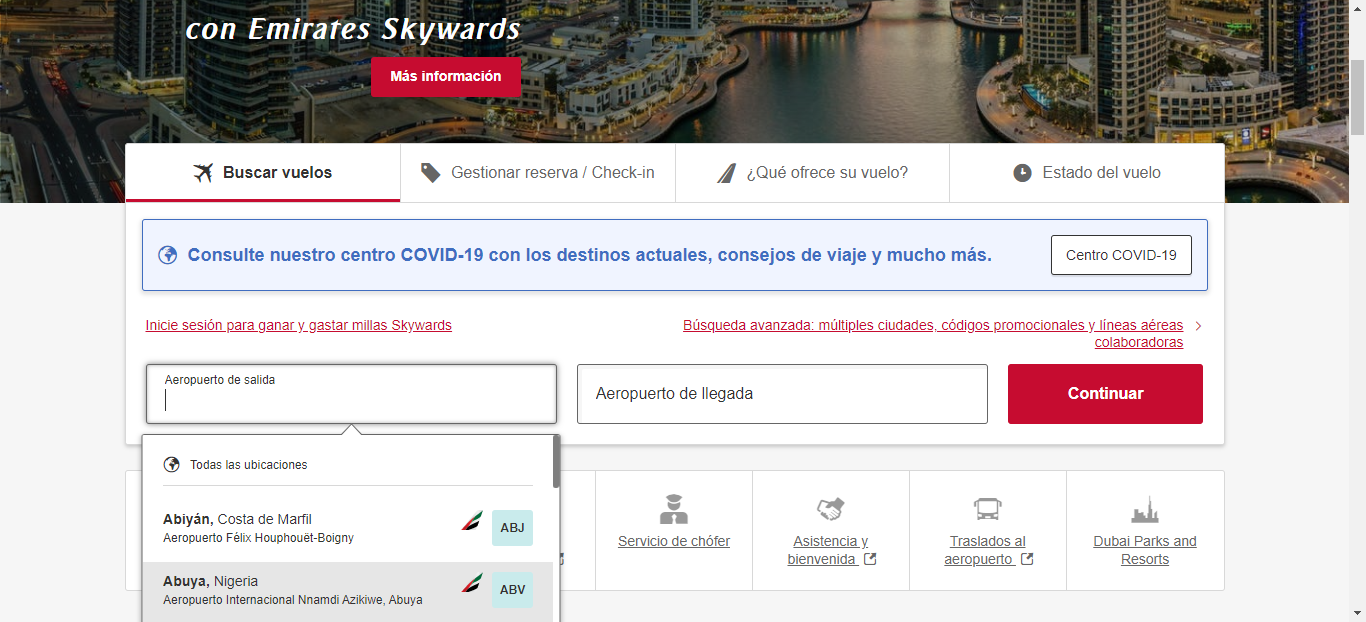 con Emirates Skywards
Más información
Buscar vuelos
Gestionar reserva / Check-in
¿Qué ofrece su vuelo?
Estado del vuelo
Consulte nuestro centro COVID-19 con los destinos actuales, consejos de viaje y mucho más.
Centro COVID-19
Inicie sesión para ganar y gastar millas Skywards
Búsqueda avanzada: múltiples ciudades, códigos promocionales y líneas aéreas
colaboradoras
Aeropuerto de salida
Aeropuerto de llegada
Continuar
Todas las ubicaciones
Abiyán, Costa de Marfil
Aeropuerto Félix Houphouët-Boigny
ABJ
Abuya, Nigeria
Aeropuerto Internacional Nnamdi Azikiwe, Abuya
ABV
Servicio de chófer
Asistencia y
bienvenida
Traslados al
aeropuerto
Dubai Parks and
Resorts